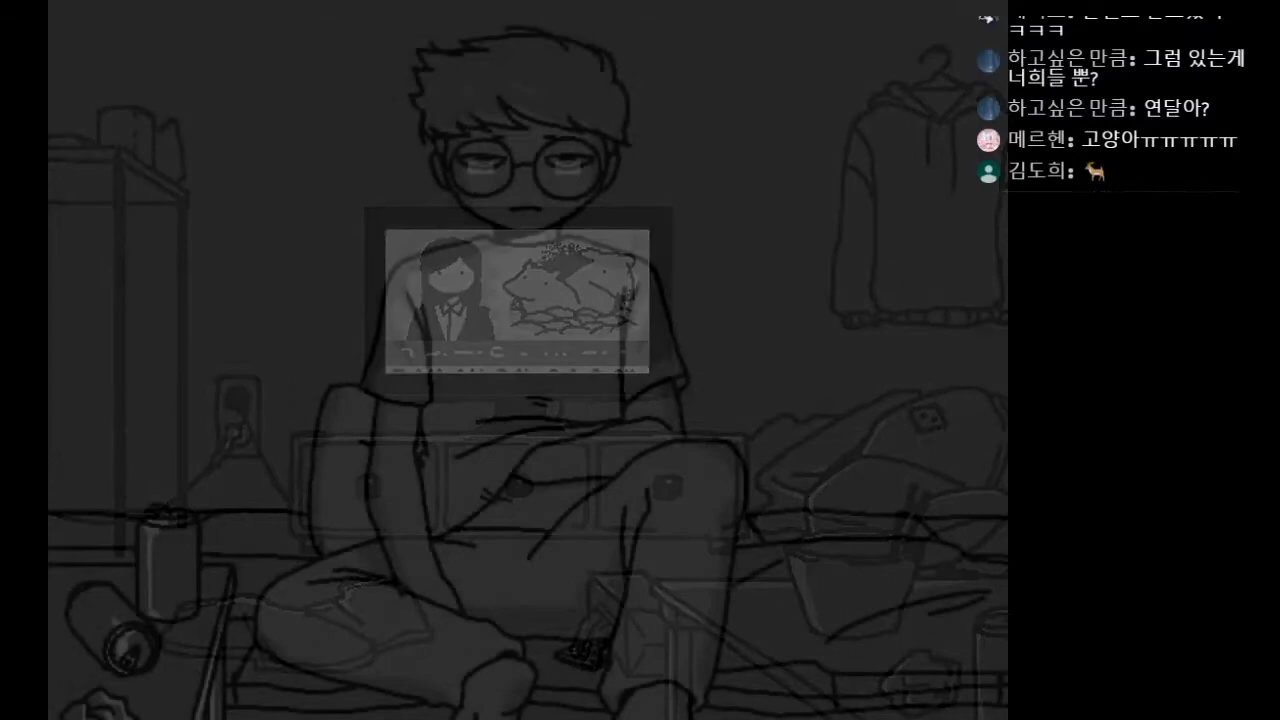 ㅋㅋㅋ
하고싶은 만큼: 그럼 있는게
너희들 뿐?
하고싶은 만큼: 연달아?
메르헨: 고양아ㅠㅠㅠㅠㅠ
김도희: 🐐